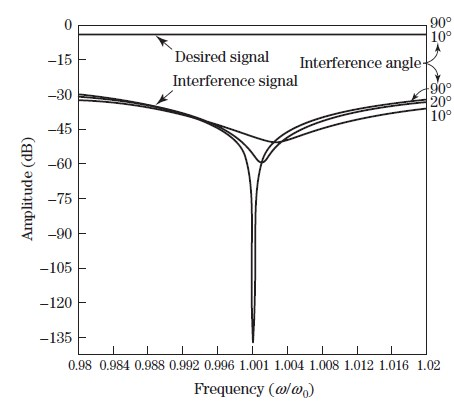 0
−15
−30
−45
−60
−75
−90
−105
−120
−135
Amplitude (dB)
Desired signal
Interference signal
Interference angle
90°
10°
90°
20°
10°
0.98 0.984 0.988 0.992 0.996 1.001 1.004 1.008 1.012 1.016 1.02
Frequency (ω/ω₀)